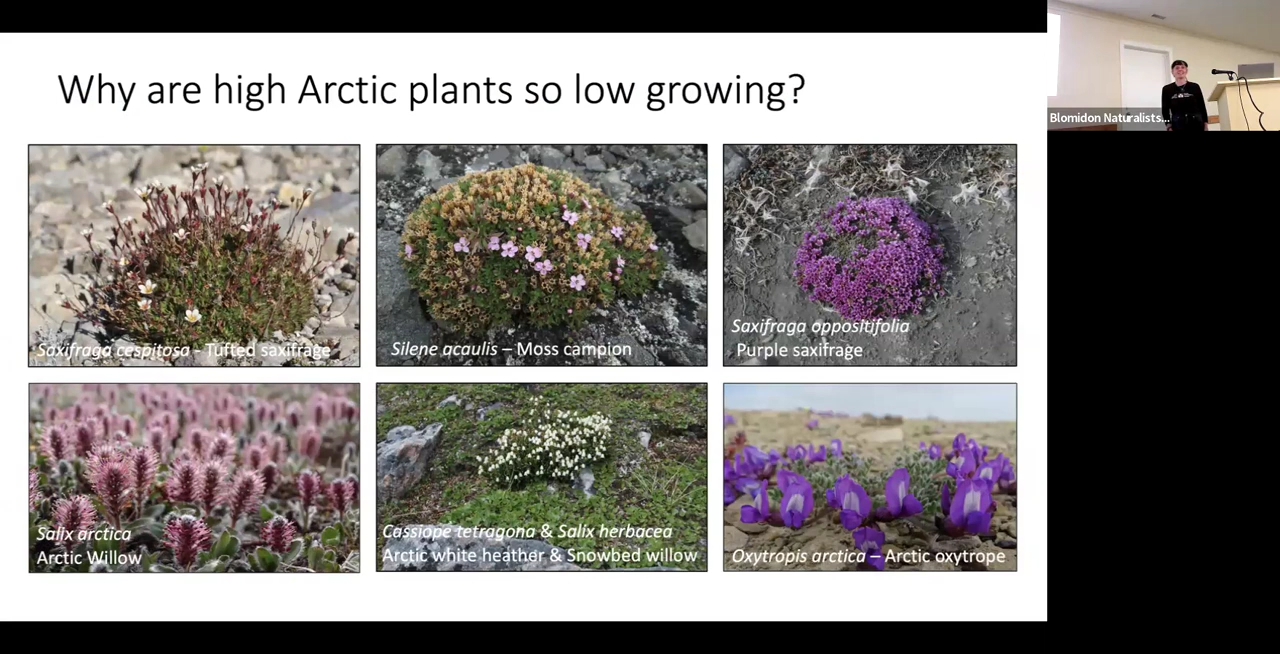 Why are high Arctic plants so low growing?
Blomidon Naturalists...
Saxifraga cespitosa - Tufted saxifrage
Silene acaulis – Moss campion
Saxifraga oppositifolia
Purple saxifrage
Salix arctica
Arctic Willow
Cassiope tetragona & Salix herbacea
Arctic white heather & Snowbed willow
Oxytropis arctica – Arctic oxytrope